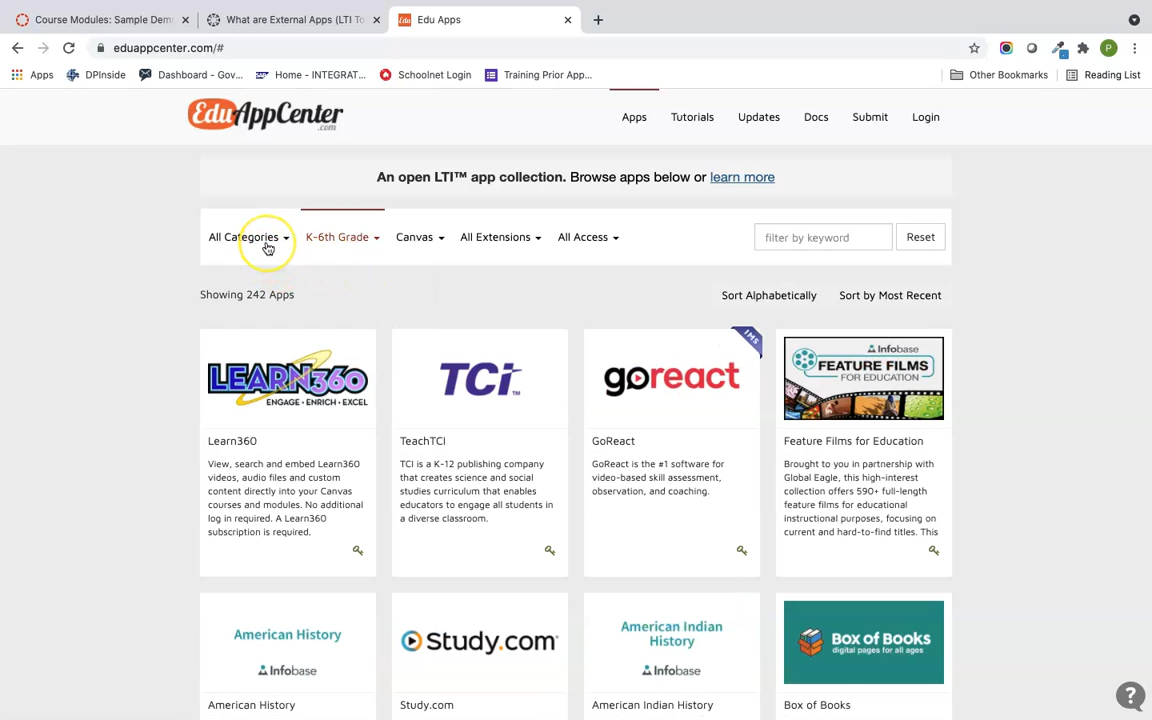 Course Modules: Sample Dem
What are External Apps (LTI To
Edu Apps
eduappcenter.com/#
P
Apps
DPInside
Dashboard - Gov...
Home - INTEGRAT...
Schoolnet Login
Training Prior App...
Other Bookmarks
Reading List
EduAppCenter
.com
Apps
Tutorials
Updates
Docs
Submit
Login
An open LTI™ app collection. Browse apps below or learn more
All Categories
K-6th Grade
Canvas
All Extensions
All Access
filter by keyword
Reset
Showing 242 Apps
Sort Alphabetically
Sort by Most Recent
LEARN360
ENGAGE • ENRICH • EXCEL
Learn360
View, search and embed Learn360
videos, audio files and custom
content directly into your Canvas
courses and modules. No additional
log in required. A Learn360
subscription is required.
TCi™
TeachTCI
TCI is a K-12 publishing company
that creates science and social
studies curriculum that enables
educators to engage all students in
a diverse classroom.
IMS
goreact
GoReact
GoReact is the #1 software for
video-based skill assessment,
observation, and coaching.
Infobase
FEATURE FILMS
FOR EDUCATION
Feature Films for Education
Brought to you in partnership with
Global Eagle, this high-interest
collection offers 590+ full-length
feature films for educational
instructional purposes, focusing on
current and hard-to-find titles. This
American History
Infobase
American History
Study.com
Study.com
American Indian
History
Infobase
American Indian History
Box of Books
digital pages for all ages
Box of Books
?